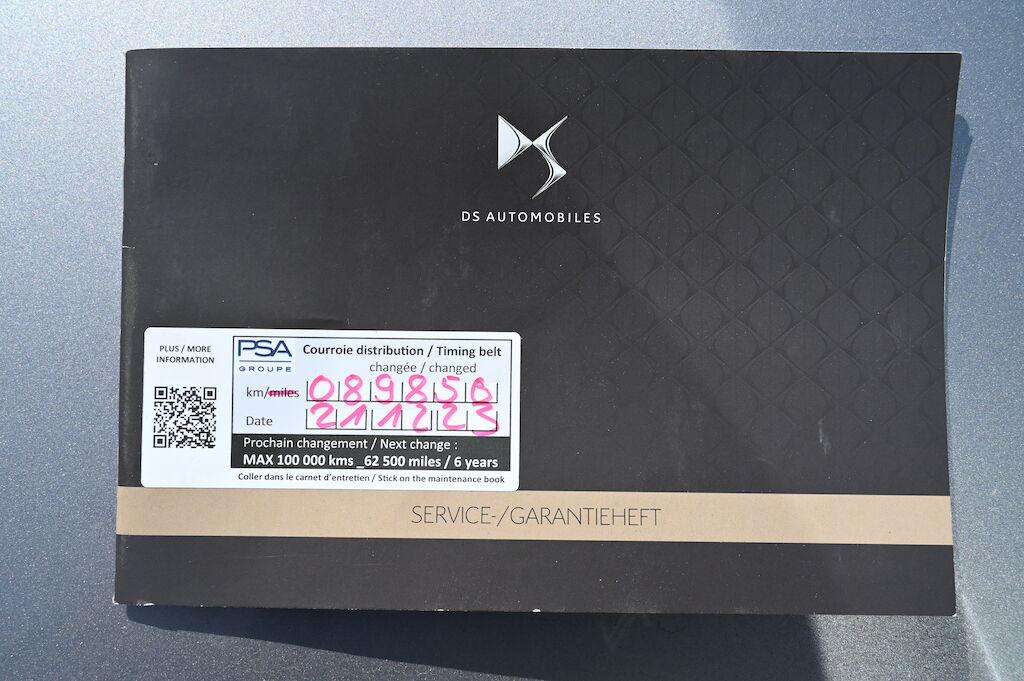 DS AUTOMOBILES
PLUS / MORE
INFORMATION
PSA
GROUPE
Courroie distribution / Timing belt
changée / changed
km/miles 089850
Date 211223
Prochain changement / Next change :
MAX 100 000 kms _62 500 miles / 6 years
Coller dans le carnet d'entretien / Stick on the maintenance book
SERVICE-/GARANTIEHEFT